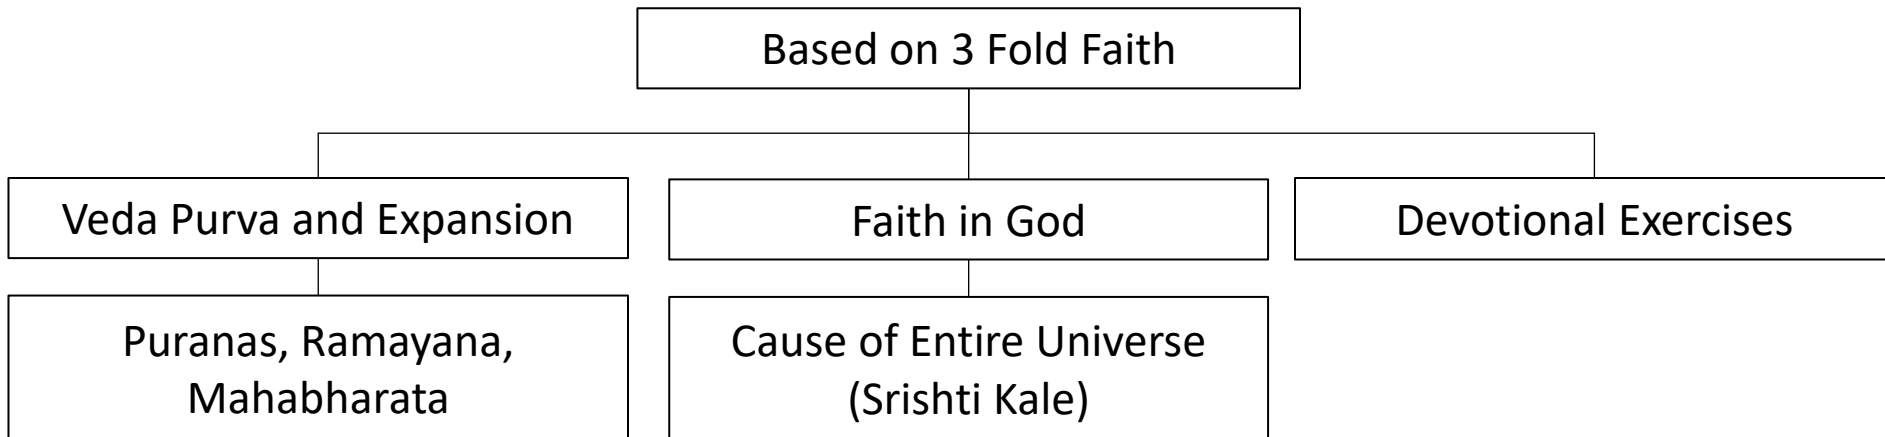 Based on 3 Fold Faith
Veda Purva and Expansion
Faith in God
Devotional Exercises
Puranas, Ramayana,
Mahabharata
Cause of Entire Universe
(Srishti Kale)